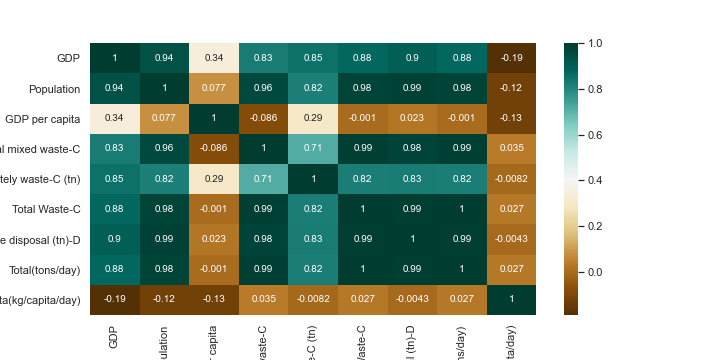 GDP 1 0.94 0.34 0.83 0.85 0.88 0.9 0.88 -0.19 1.0
Population 0.94 1 0.077 0.96 0.82 0.98 0.99 0.98 -0.12 0.8
GDP per capita 0.34 0.077 1 -0.086 0.29 -0.001 0.023 -0.001 -0.13 0.6
al mixed waste-C 0.83 0.96 -0.086 1 0.71 0.99 0.98 0.99 0.035
tely waste-C (tn) 0.85 0.82 0.29 0.71 1 0.82 0.83 0.82 -0.0082 0.4
Total Waste-C 0.88 0.98 -0.001 0.99 0.82 1 0.99 1 0.027 0.2
e disposal (tn)-D 0.9 0.99 0.023 0.98 0.83 0.99 1 0.99 -0.0043
Total(tons/day) 0.88 0.98 -0.001 0.99 0.82 1 0.99 1 0.027 0.0
ta(kg/capita/day) -0.19 -0.12 -0.13 0.035 -0.0082 0.027 -0.0043 0.027 1
GDP
ulation
r capita
waste-C
e-C (tn)
Waste-C
l (tn)-D
ns/day)
ta/day)